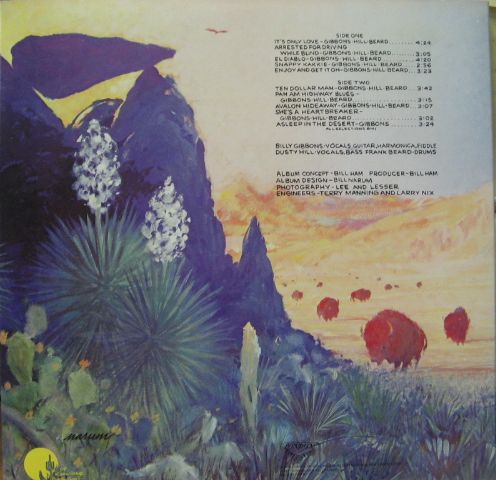 SIDE ONE
IT'S ONLY LOVE - GIBBONS·HILL·BEARD........4:24
ARRESTED FOR DRIVING
WHILE BLIND - GIBBONS·HILL·BEARD.....3:05
EL DIABLO - GIBBONS·HILL·BEARD........4:20
SNAPPY KAKKIE - GIBBONS·HILL·BEARD.....2:56
ENJOY AND GET IT ON - GIBBONS·HILL·BEARD...3:23
SIDE TWO
TEN DOLLAR MAN - GIBBONS·HILL·BEARD....3:42
PAN AM HIGHWAY BLUES -
GIBBONS·HILL·BEARD...........3:15
AVALON HIDEAWAY - GIBBONS·HILL·BEARD...3:07
SHE'S A HEARTBREAKER -
GIBBONS·HILL·BEARD...........3:02
ASLEEP IN THE DESERT - GIBBONS......3:24
ALL SELECTIONS BMI
BILLY GIBBONS - VOCALS, GUITAR, HARMONICA, FIDDLE
DUSTY HILL - VOCALS, BASS FRANK BEARD - DRUMS
ALBUM CONCEPT - BILL HAM PRODUCER - BILL HAM
ALBUM DESIGN - BILL NARUM
PHOTOGRAPHY - LEE AND LESSER
ENGINEERS - TERRY MANNING AND LARRY NIX
narum